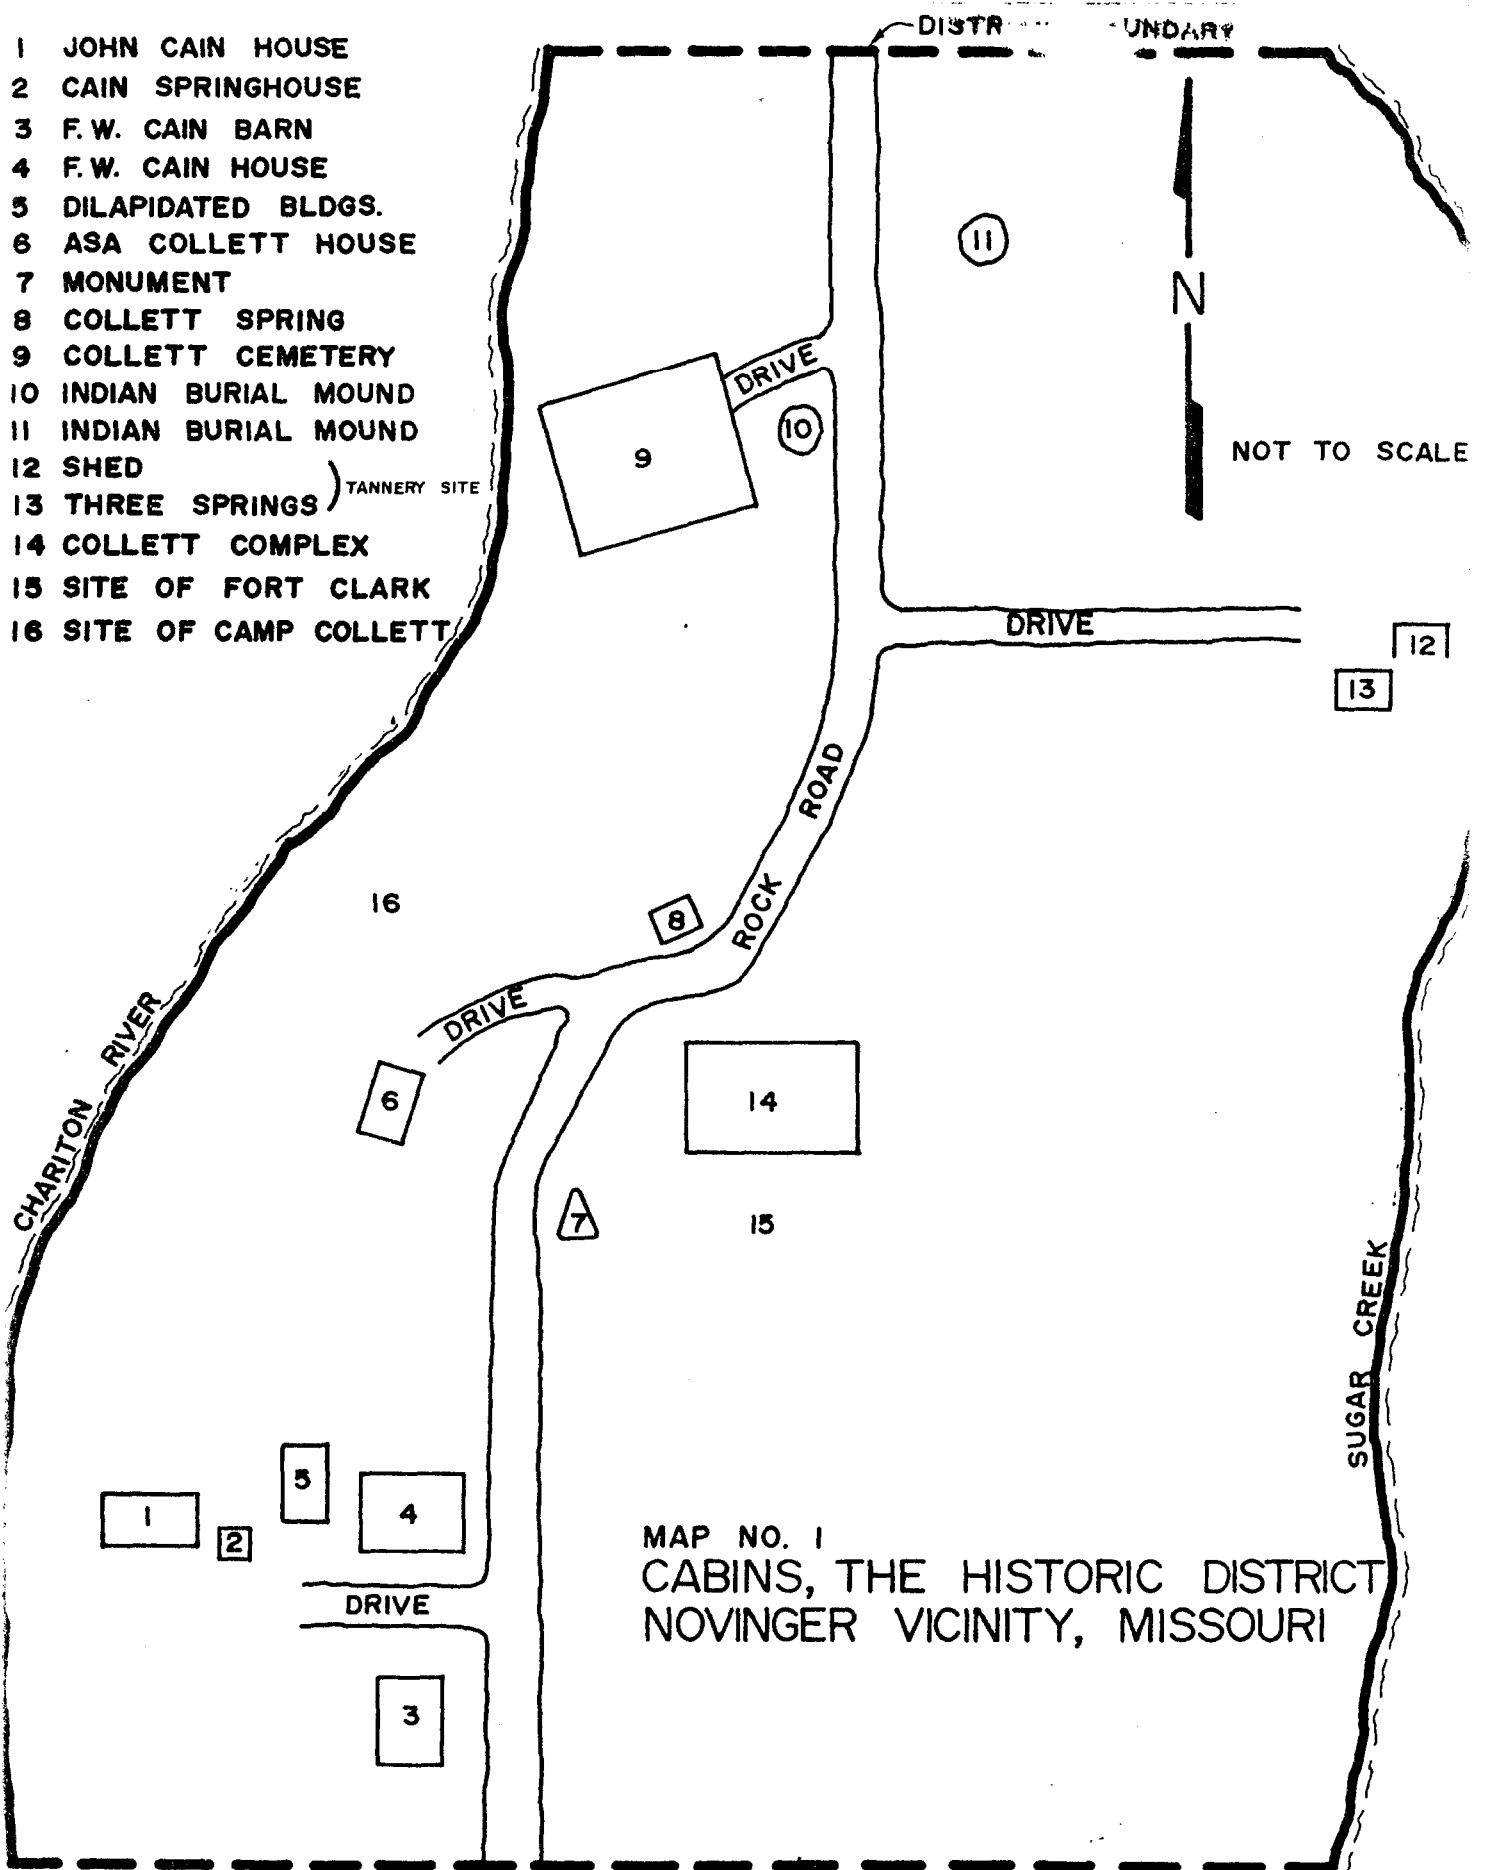 1 JOHN CAIN HOUSE
2 CAIN SPRINGHOUSE
3 F.W. CAIN BARN
4 F.W. CAIN HOUSE
5 DILAPIDATED BLDGS.
6 ASA COLLETT HOUSE
7 MONUMENT
8 COLLETT SPRING
9 COLLETT CEMETERY
10 INDIAN BURIAL MOUND
11 INDIAN BURIAL MOUND
12 SHED
13 THREE SPRINGS
) TANNERY SITE
14 COLLETT COMPLEX
15 SITE OF FORT CLARK
16 SITE OF CAMP COLLETT
11
N
NOT TO SCALE
DRIVE
10
9
DRIVE
12
13
ROCK ROAD
16
8
DRIVE
CHARITON RIVER
6
14
7
15
SUGAR CREEK
5
1
2
4
DRIVE
3
MAP NO. 1
CABINS, THE HISTORIC DISTRICT
NOVINGER VICINITY, MISSOURI